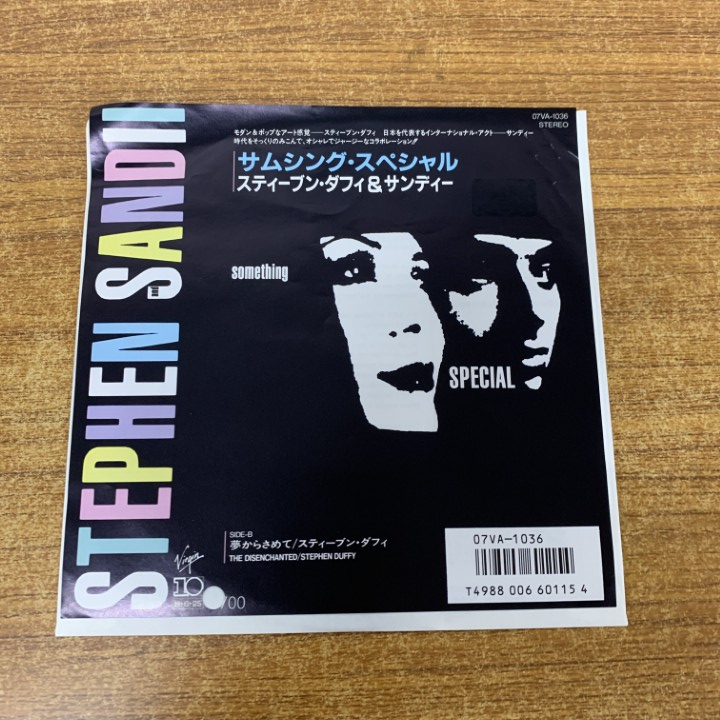 07VA-1036
STEREO
モダン&ポップなアート感覚──スティーブン・ダフィ 日本を代表するインターナショナル・アクト──サンディー
時代をそっくりのみこんで、オシャレでジャージーなコラボレーション!!
サムシング・スペシャル
スティーブン・ダフィ&サンディー
STEPHEN and SANDII
something
SPECIAL
SIDE-B
夢からさめて/スティーブン・ダフィ
THE DISENCHANTED/STEPHEN DUFFY
Virgin
10
700
07VA-1036
T4988 006 60115 4